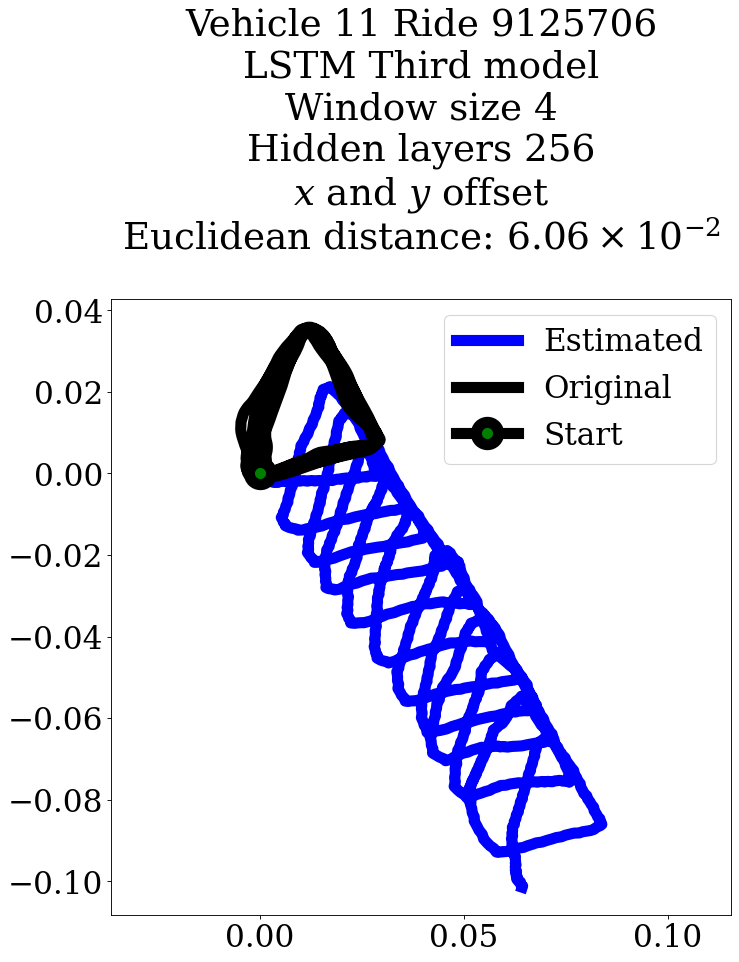 Vehicle 11 Ride 9125706
LSTM Third model
Window size 4
Hidden layers 256
x and y offset
Euclidean distance: 6.06 × 10⁻²
Estimated
Original
Start
0.04
0.02
0.00
−0.02
−0.04
−0.06
−0.08
−0.10
0.00 0.05 0.10